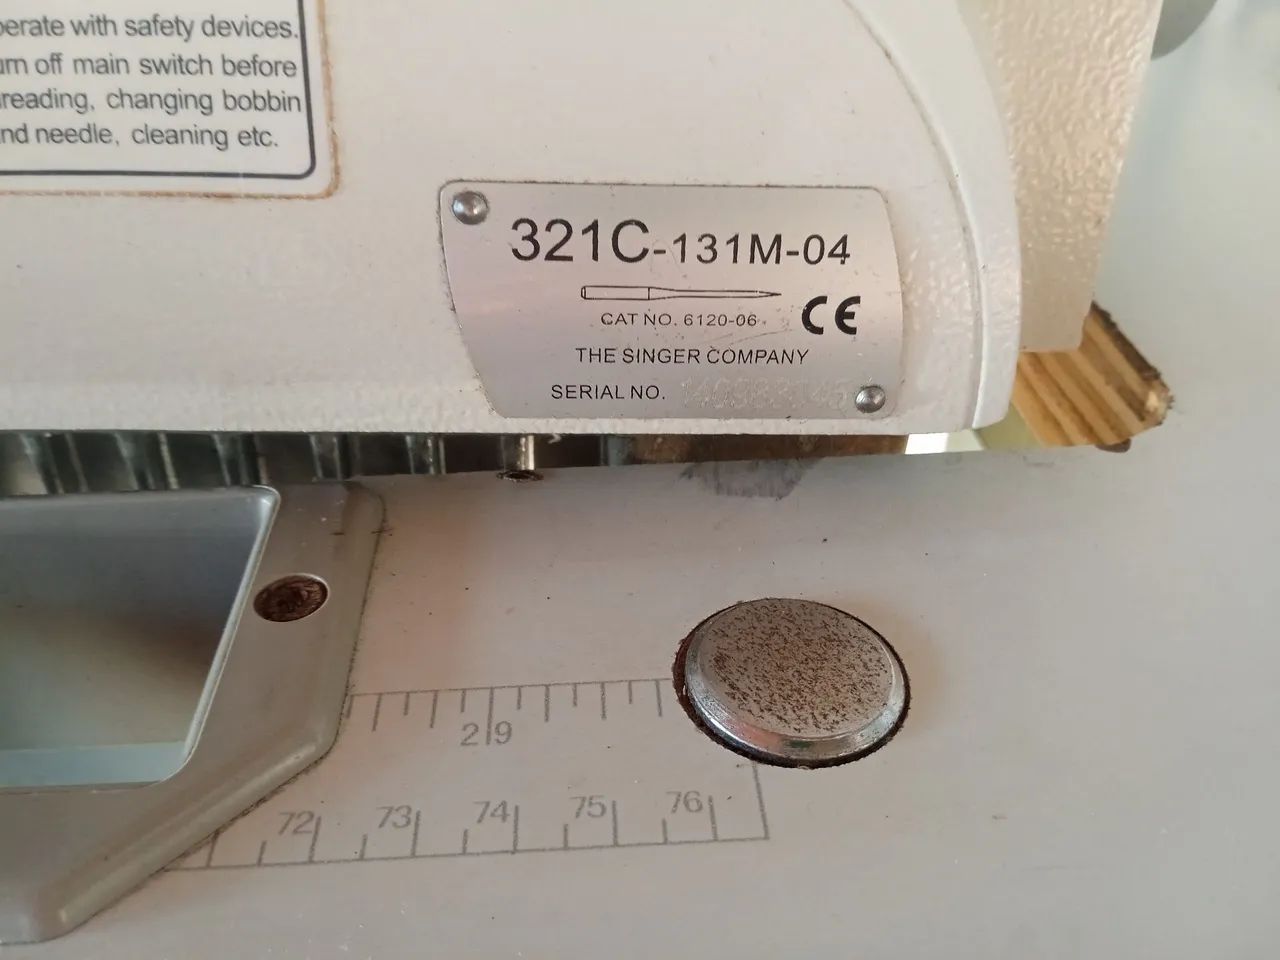 perate with safety devices.
urn off main switch before
reading, changing bobbin
nd needle, cleaning etc.
321C-131M-04
CAT NO. 6120-06 CE
THE SINGER COMPANY
SERIAL NO.
29
72 73 74 75 76